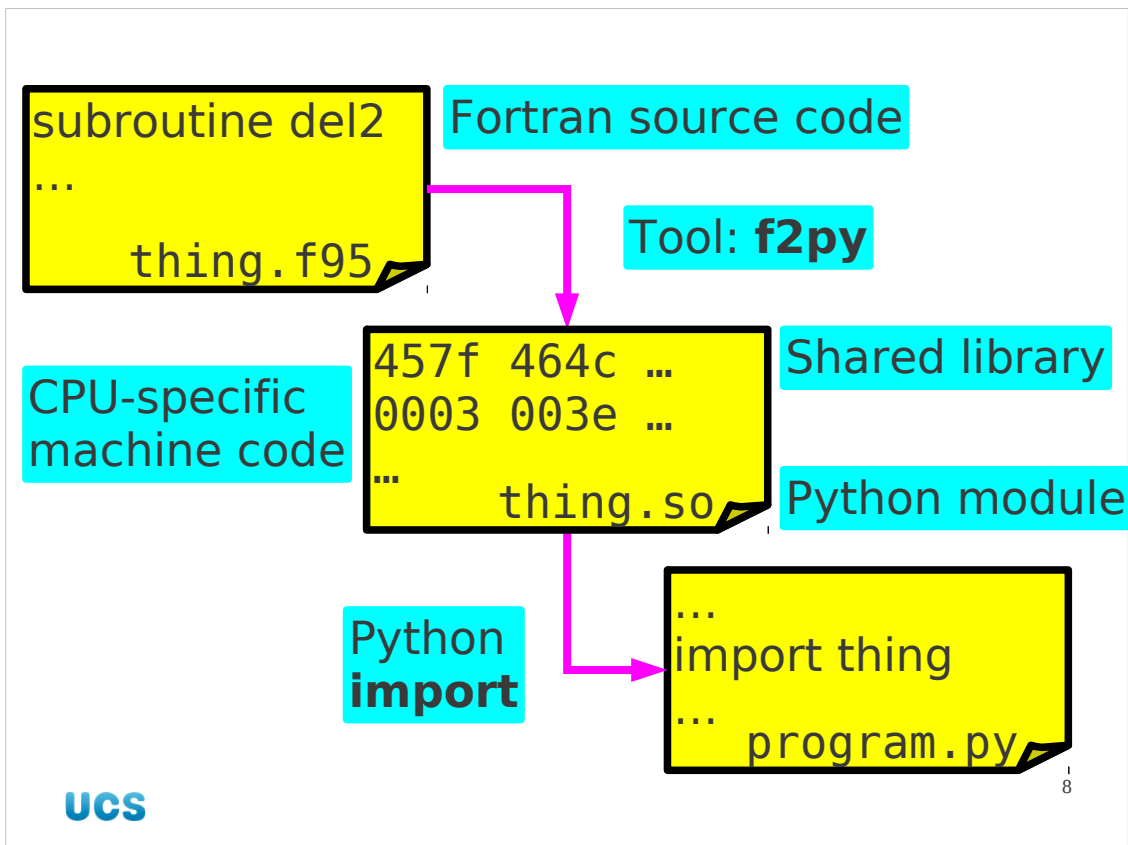 subroutine del2
...
thing.f95
Fortran source code
Tool: f2py
CPU-specific
machine code
457f 464c …
0003 003e …
…
thing.so
Shared library
Python module
Python
import
...
import thing
...
program.py
UCS
8